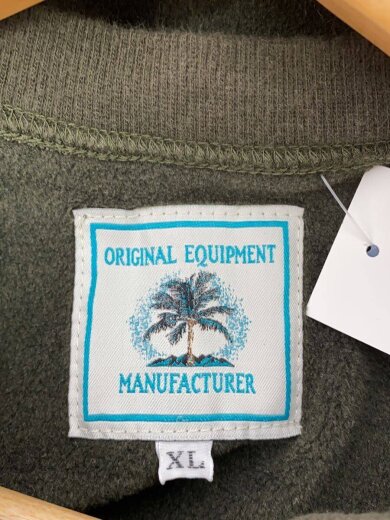 ORIGINAL EQUIPMENT
MANUFACTURER
XL